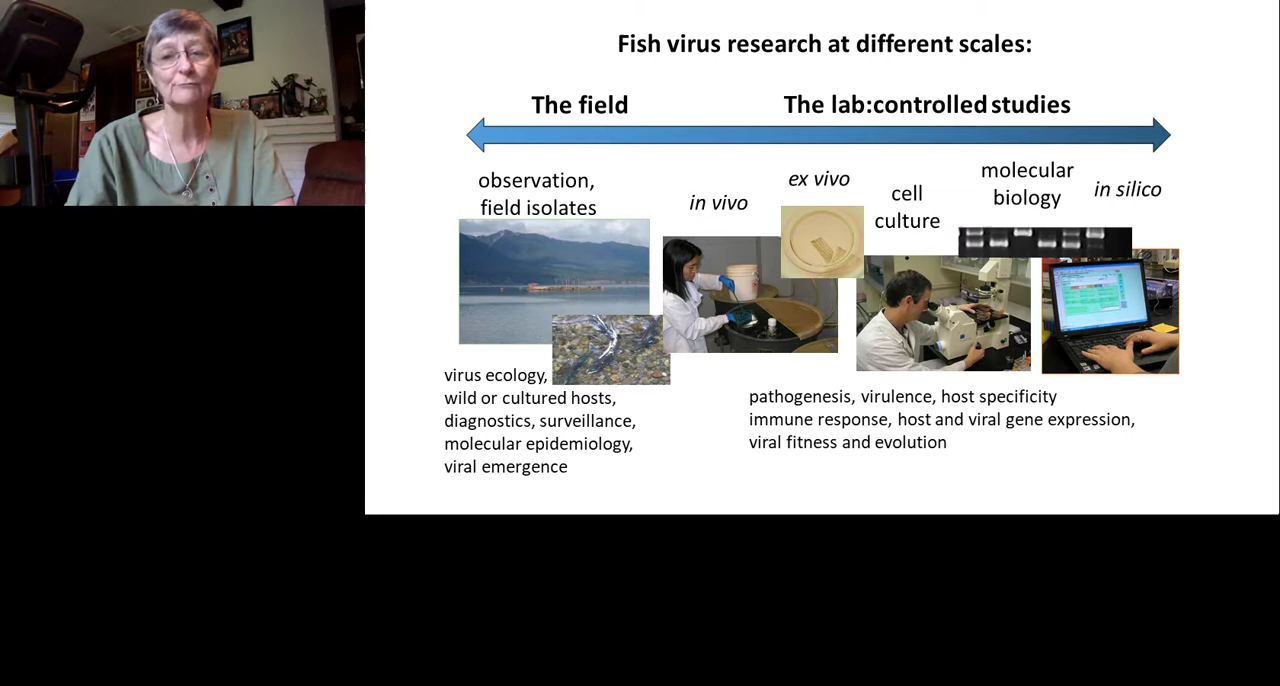 Fish virus research at different scales:
The field
The lab:controlled studies
observation,
field isolates
in vivo
ex vivo
cell
culture
molecular
biology
in silico
virus ecology,
wild or cultured hosts,
diagnostics, surveillance,
molecular epidemiology,
viral emergence
pathogenesis, virulence, host specificity
immune response, host and viral gene expression,
viral fitness and evolution